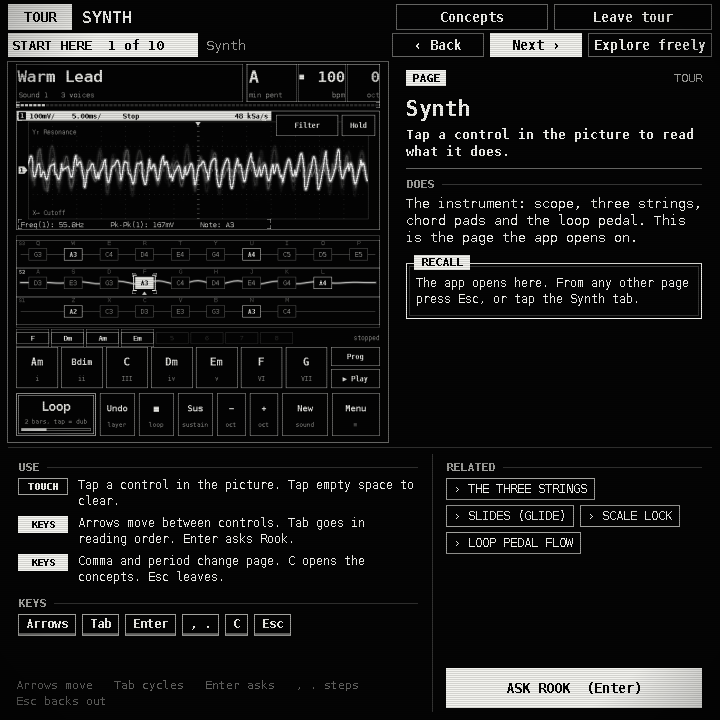 TOUR SYNTH Concepts Leave tour
START HERE 1 of 10 Synth ‹ Back Next › Explore freely
Warm Lead A ▪ 100 0
Sound 1 3 voices min pent bpm oct
1 100mV/ 5.00ms/ Stop 48 kSa/s Filter Hold
Yr Resonance
1
X↔ Cutoff
Freq(1): 55.0Hz Pk-Pk(1): 167mV Note: A3
G3 A3 C4 D4 E4 G4 A4 C5 D5 E5
D3 E3 G3 A3 C4 D4 E4 G4 A4
A2 C3 D3 E3 G3 A3 C4
F Dm Am Em 5 6 7 8 stopped
Am Bdim C Dm Em F G Prog
i ii III iv v VI VII ▶ Play
Loop Undo ■ Sus − + New Menu
2 bars. tap = dub layer loop sustain oct oct sound ≡
PAGE TOUR
Synth
Tap a control in the picture to read
what it does.
DOES
The instrument: scope, three strings,
chord pads and the loop pedal. This
is the page the app opens on.
RECALL
The app opens here. From any other page
press Esc, or tap the Synth tab.
USE
TOUCH Tap a control in the picture. Tap empty space to
clear.
KEYS Arrows move between controls. Tab goes in
reading order. Enter asks Rook.
KEYS Comma and period change page. C opens the
concepts. Esc leaves.
KEYS
Arrows Tab Enter , . C Esc
Arrows move Tab cycles Enter asks , . steps
Esc backs out
RELATED
› THE THREE STRINGS
› SLIDES (GLIDE) › SCALE LOCK
› LOOP PEDAL FLOW
ASK ROOK (Enter)